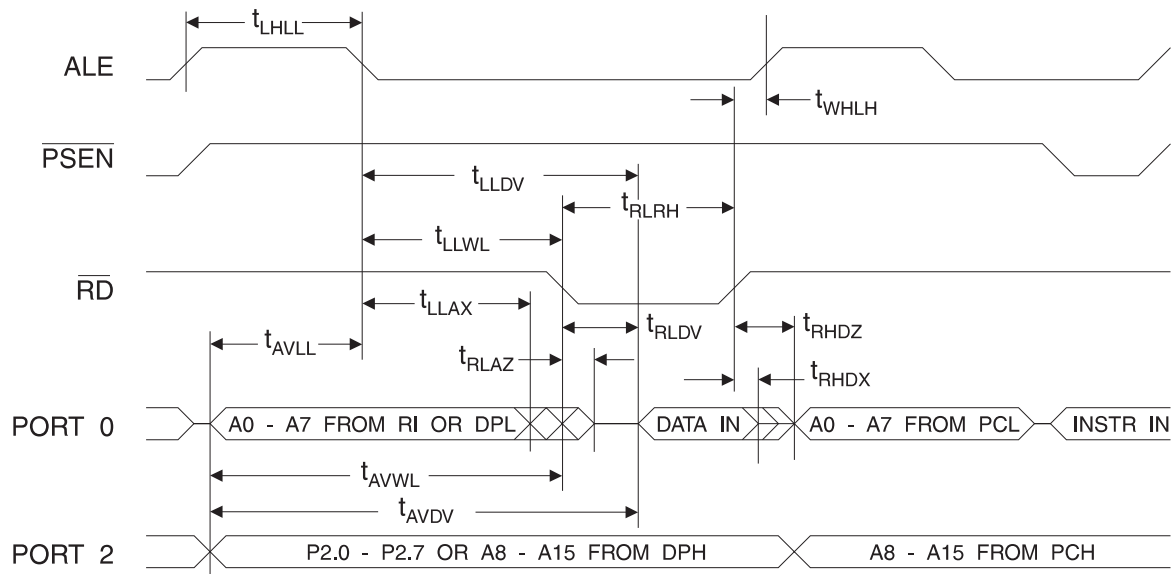 tLHLL
ALE
tWHLH
PSEN
tLLDV
tRLRH
tLLWL
RD
tLLAX
tRLDV
tRHDZ
tAVLL
tRLAZ
tRHDX
PORT 0
A0 - A7 FROM RI OR DPL
DATA IN
A0 - A7 FROM PCL
INSTR IN
tAVWL
tAVDV
PORT 2
P2.0 - P2.7 OR A8 - A15 FROM DPH
A8 - A15 FROM PCH